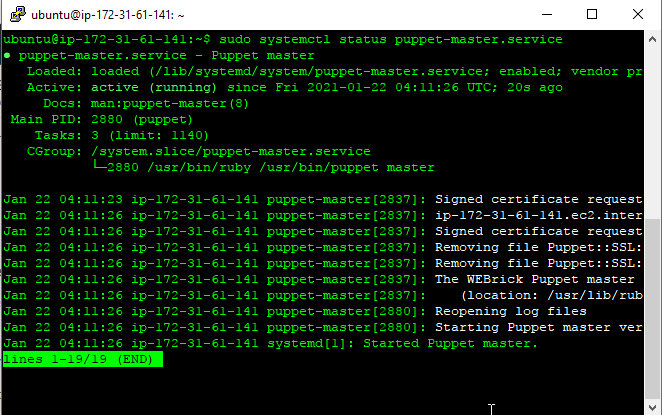 ubuntu@ip-172-31-61-141: ~
ubuntu@ip-172-31-61-141:~$ sudo systemctl status puppet-master.service
● puppet-master.service - Puppet master
Loaded: loaded (/lib/systemd/system/puppet-master.service; enabled; vendor pr
Active: active (running) since Fri 2021-01-22 04:11:26 UTC; 20s ago
Docs: man:puppet-master(8)
Main PID: 2880 (puppet)
Tasks: 3 (limit: 1140)
CGroup: /system.slice/puppet-master.service
└─2880 /usr/bin/ruby /usr/bin/puppet master
Jan 22 04:11:23 ip-172-31-61-141 puppet-master[2837]: Signed certificate request
Jan 22 04:11:26 ip-172-31-61-141 puppet-master[2837]: ip-172-31-61-141.ec2.inter
Jan 22 04:11:26 ip-172-31-61-141 puppet-master[2837]: Signed certificate request
Jan 22 04:11:26 ip-172-31-61-141 puppet-master[2837]: Removing file Puppet::SSL:
Jan 22 04:11:26 ip-172-31-61-141 puppet-master[2837]: Removing file Puppet::SSL:
Jan 22 04:11:26 ip-172-31-61-141 puppet-master[2837]: The WEBrick Puppet master
Jan 22 04:11:26 ip-172-31-61-141 puppet-master[2837]: (location: /usr/lib/rub
Jan 22 04:11:26 ip-172-31-61-141 puppet-master[2880]: Reopening log files
Jan 22 04:11:26 ip-172-31-61-141 puppet-master[2880]: Starting Puppet master ver
Jan 22 04:11:26 ip-172-31-61-141 systemd[1]: Started Puppet master.
lines 1-19/19 (END)